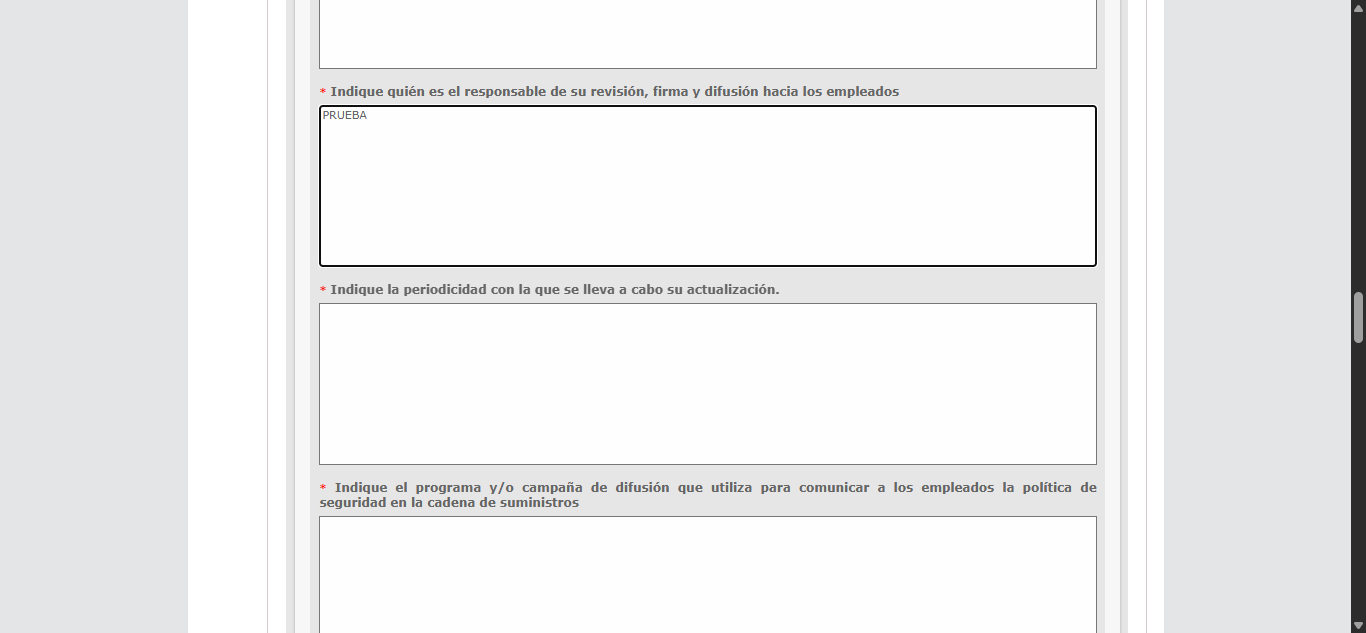 * Indique quién es el responsable de su revisión, firma y difusión hacia los empleados
PRUEBA
* Indique la periodicidad con la que se lleva a cabo su actualización.
* Indique el programa y/o campaña de difusión que utiliza para comunicar a los empleados la política de
seguridad en la cadena de suministros